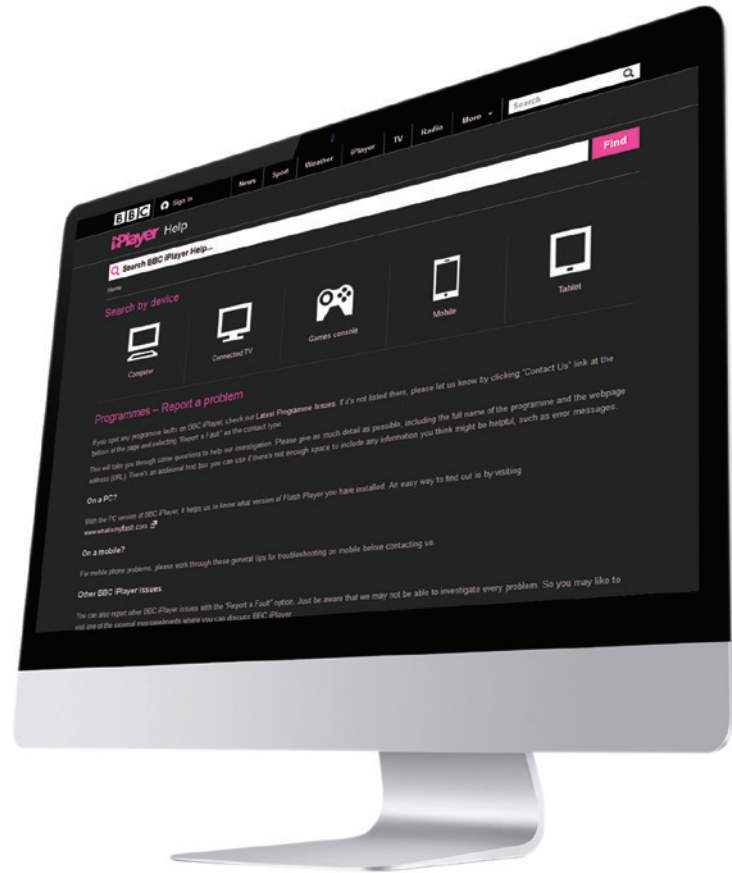 BBC Sign in News Sport Weather iPlayer TV Radio More Search
iPlayer Help
Search BBC iPlayer Help... Find
Home
Search by device
Computer Connected TV Games console Mobile Tablet
Programmes – Report a problem
If you spot any programme faults on BBC iPlayer, check our Latest Programme Issues. If it's not listed there, please let us know by clicking "Contact Us" link at the
bottom of the page and selecting "Report a Fault" as the contact type.
This will take you through some questions to help our investigation. Please give as much detail as possible, including the full name of the programme and the webpage
address (URL). There's an additional text box you can use if there's not enough space to include any information you think might be helpful, such as error messages.
On a PC?
With the PC version of BBC iPlayer, it helps us to know what version of Flash Player you have installed. An easy way to find out is by visiting
www.whatismyflash.com
On a mobile?
For mobile phone problems, please work through these general tips for troubleshooting on mobile before contacting us.
Other BBC iPlayer issues
You can also report other BBC iPlayer issues with the "Report a Fault" option. Just be aware that we may not be able to investigate every problem. So you may like to
visit one of the external messageboards where you can discuss BBC iPlayer.